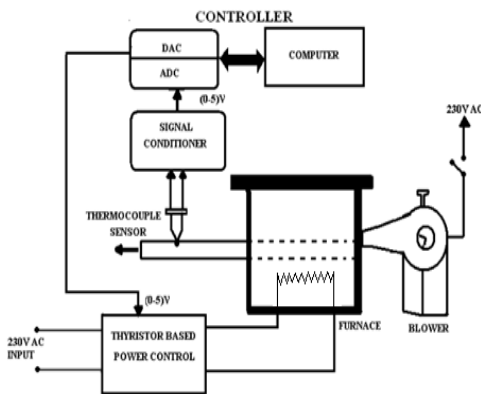 CONTROLLER
DAC
ADC
COMPUTER
(0-5)V
230V AC
SIGNAL
CONDITIONER
THERMOCOUPLE
SENSOR
(0-5)V
FURNACE
BLOWER
230V AC
INPUT
THYRISTOR BASED
POWER CONTROL